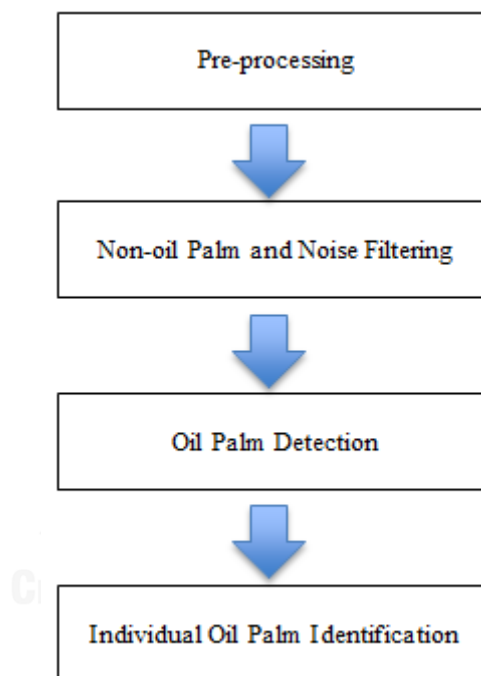 Pre-processing
Non-oil Palm and Noise Filtering
Oil Palm Detection
Individual Oil Palm Identification